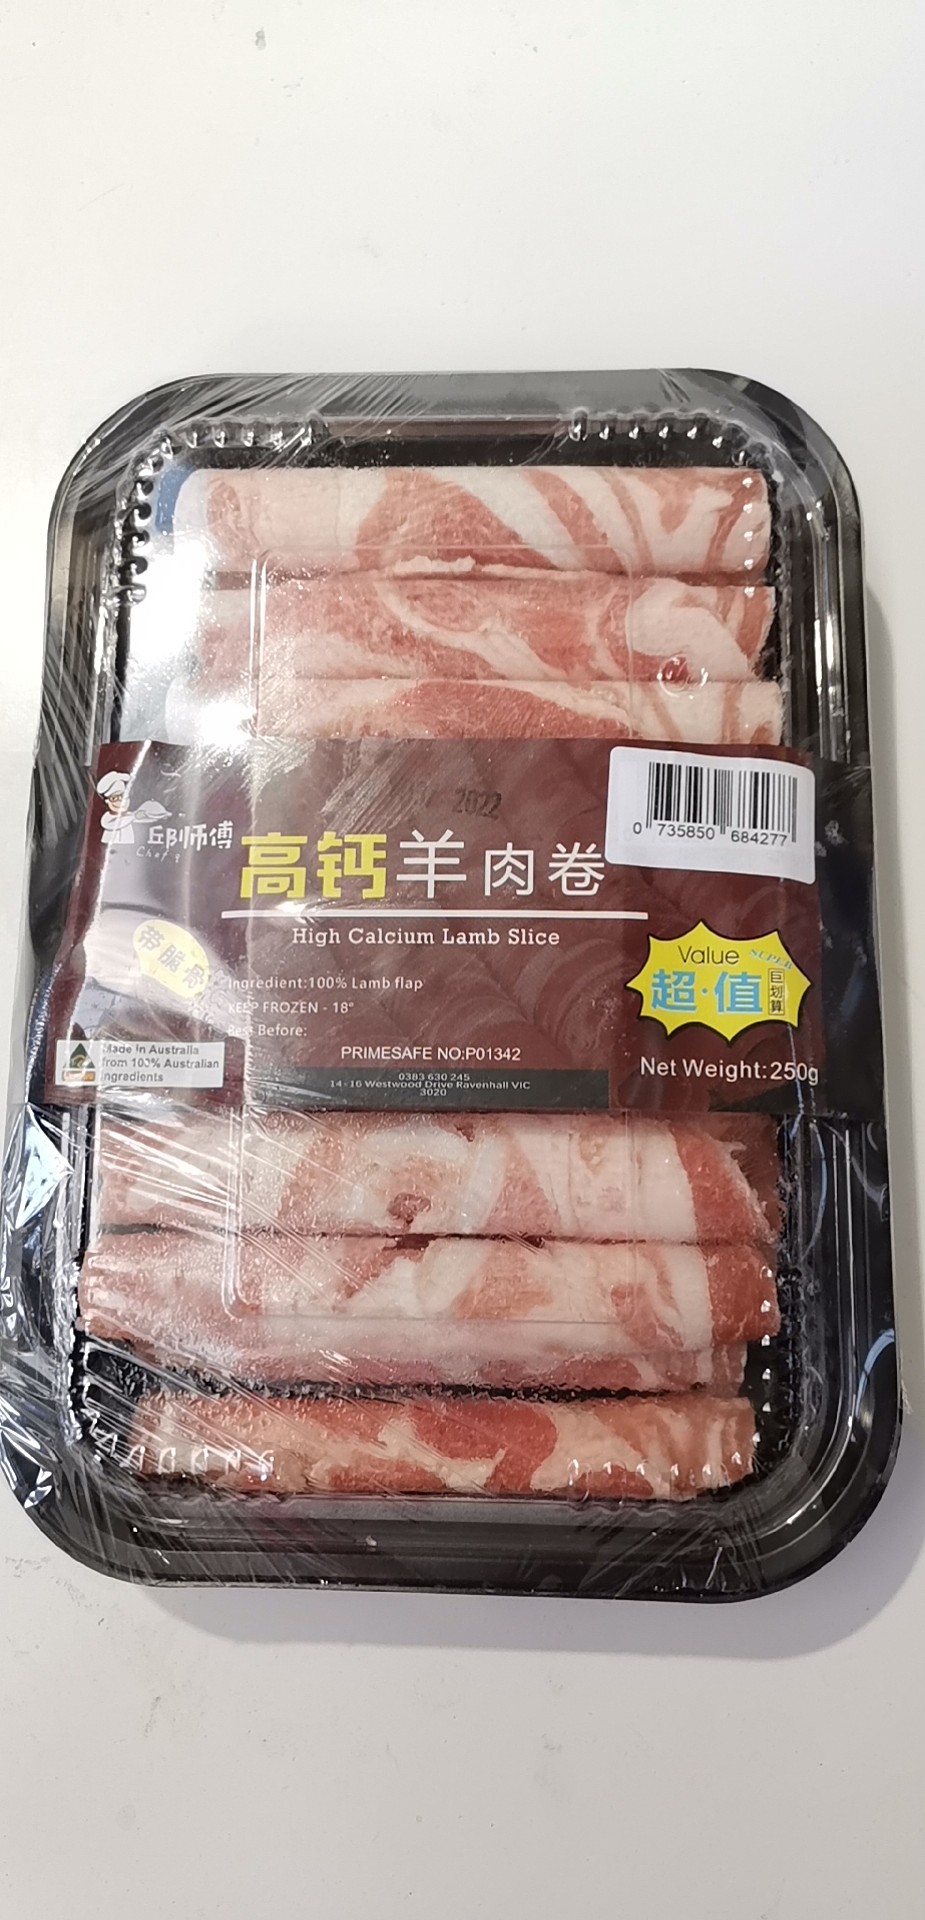 2022
0 735850 684277
邱师傅
Chef
高钙羊肉卷
High Calcium Lamb Slice
带脆骨
Ingredient:100% Lamb flap
KEEP FROZEN - 18°
Best Before:
PRIMESAFE NO:P01342
0383 630 245
14-16 Westwood Drive Ravenhall VIC
3020
Made in Australia
from 100% Australian
ingredients
Value SUPER
超·值
巨划算
Net Weight:250g